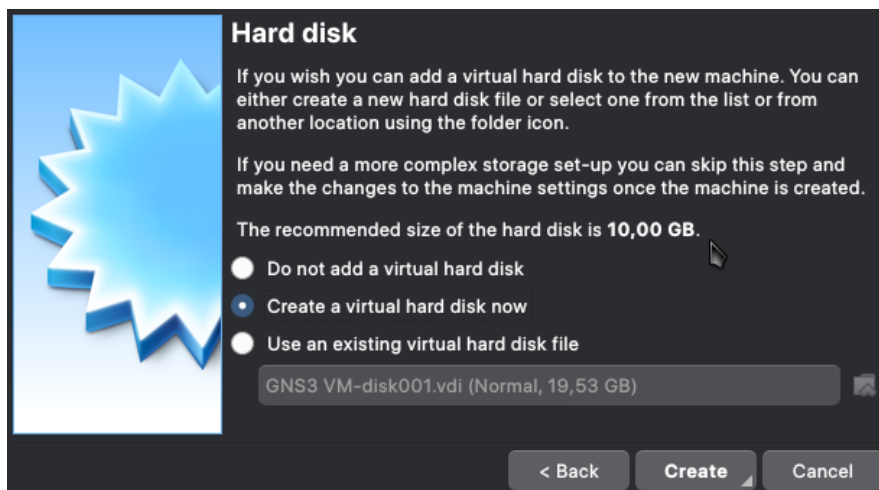 Hard disk
If you wish you can add a virtual hard disk to the new machine. You can
either create a new hard disk file or select one from the list or from
another location using the folder icon.
If you need a more complex storage set-up you can skip this step and
make the changes to the machine settings once the machine is created.
The recommended size of the hard disk is 10,00 GB.
Do not add a virtual hard disk
Create a virtual hard disk now
Use an existing virtual hard disk file
GNS3 VM-disk001.vdi (Normal, 19,53 GB)
< Back Create Cancel